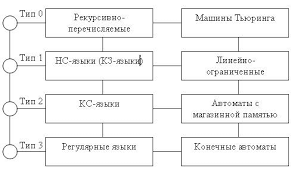 Тип 0
Рекурсивно-
перечислимые
Машины Тьюринга
Тип 1
НС-языки (КЗ-языки)
Линейно-
ограниченные
Тип 2
КС-языки
Автоматы с
магазинной памятью
Тип 3
Регулярные языки
Конечные автоматы